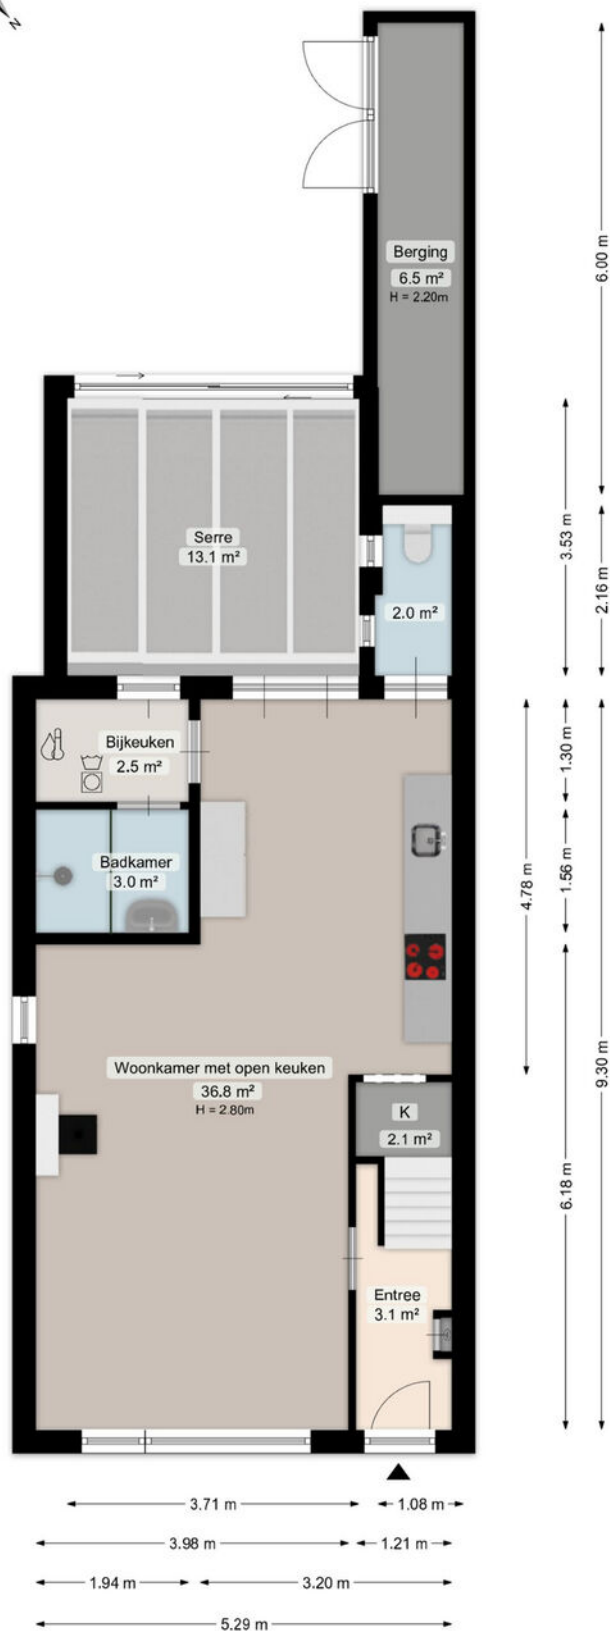 N
Berging
6.5 m²
H = 2.20m
6.00 m
Serre
13.1 m²
3.53 m
2.0 m²
2.16 m
Bijkeuken
2.5 m²
1.30 m
Badkamer
3.0 m²
1.56 m
4.78 m
Woonkamer met open keuken
36.8 m²
H = 2.80m
9.30 m
K
2.1 m²
6.18 m
Entree
3.1 m²
3.71 m
1.08 m
3.98 m
1.21 m
1.94 m
3.20 m
5.29 m